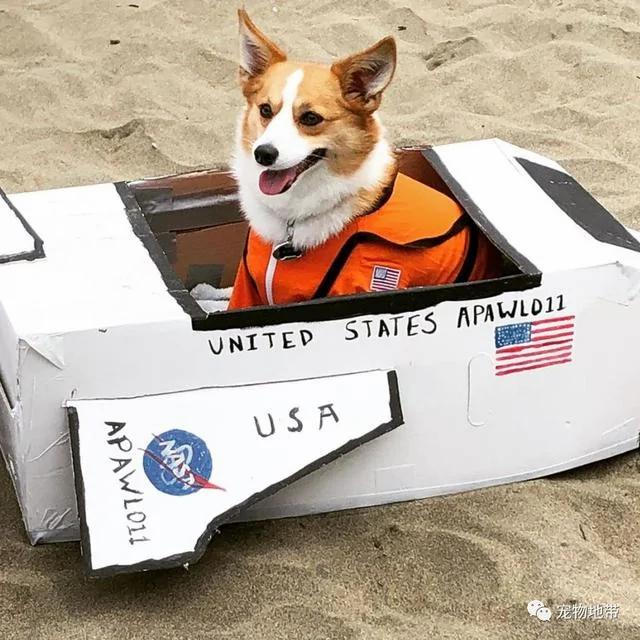 UNITED STATES APAWLO11
USA
NASA
APAWLO11
宠物地带